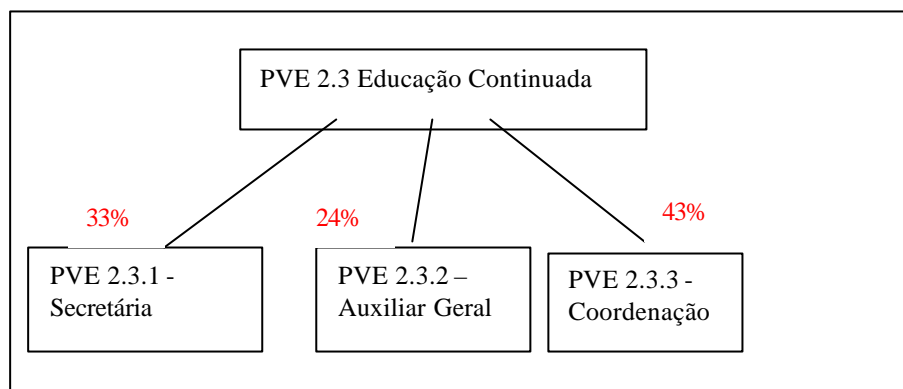 PVE 2.3 Educação Continuada
33%
24%
43%
PVE 2.3.1 -
Secretária
PVE 2.3.2 –
Auxiliar Geral
PVE 2.3.3 -
Coordenação